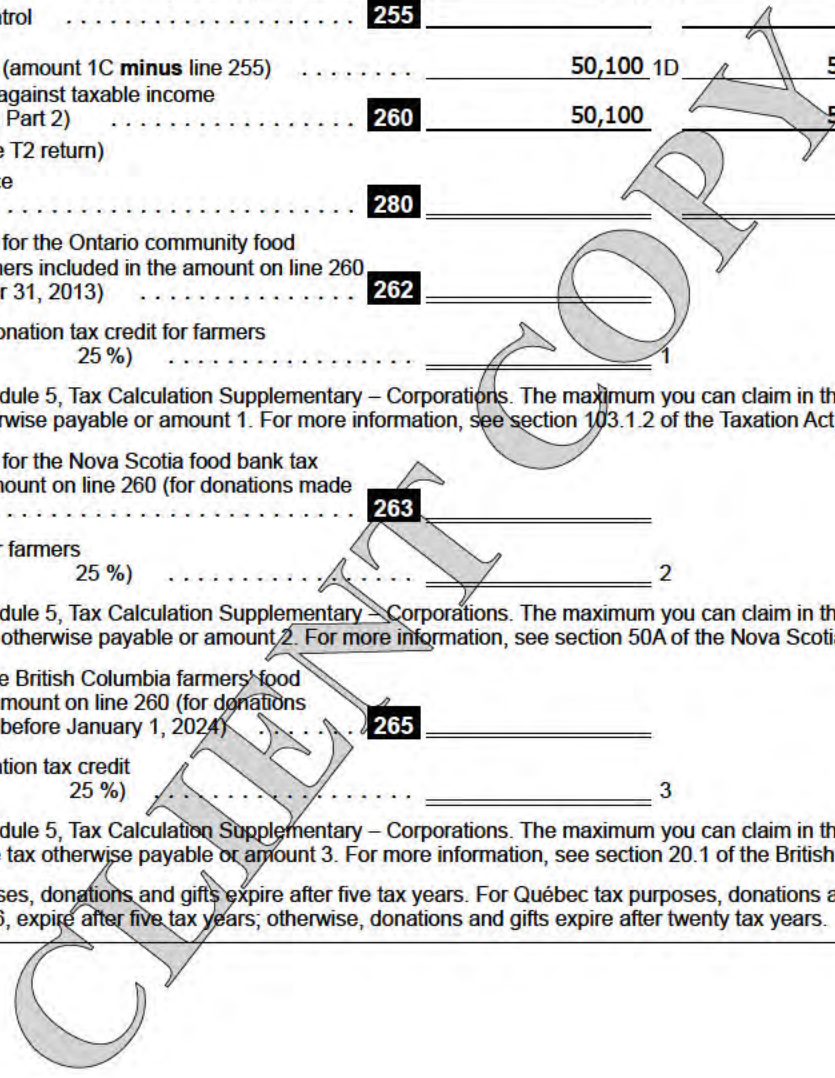 ntrol . . . . . . . . . . . . . . . . . . . . . . 255
(amount 1C minus line 255) . . . . . . . . 50,100 1D 5
against taxable income
Part 2) . . . . . . . . . . . . . . . . . . 260 50,100 5
e T2 return)
ce
. . . . . . . . . . . . . . . . . . . . . . . . . . 280
for the Ontario community food
ners included in the amount on line 260
r 31, 2013) . . . . . . . . . . . . . . . . 262
onation tax credit for farmers
25 %) . . . . . . . . . . . . . . . . . . 1
dule 5, Tax Calculation Supplementary – Corporations. The maximum you can claim in th
rwise payable or amount 1. For more information, see section 103.1.2 of the Taxation Act
for the Nova Scotia food bank tax
mount on line 260 (for donations made
. . . . . . . . . . . . . . . . . . . . . . . . . . 263
r farmers
25 %) . . . . . . . . . . . . . . . . . . 2
dule 5, Tax Calculation Supplementary – Corporations. The maximum you can claim in th
otherwise payable or amount 2. For more information, see section 50A of the Nova Scotia
e British Columbia farmers' food
mount on line 260 (for donations
before January 1, 2024) . . . . . . . 265
ation tax credit
25 %) . . . . . . . . . . . . . . . . . . . 3
dule 5, Tax Calculation Supplementary – Corporations. The maximum you can claim in th
e tax otherwise payable or amount 3. For more information, see section 20.1 of the British
ses, donations and gifts expire after five tax years. For Québec tax purposes, donations a
6, expire after five tax years; otherwise, donations and gifts expire after twenty tax years.
CLIENT COPY